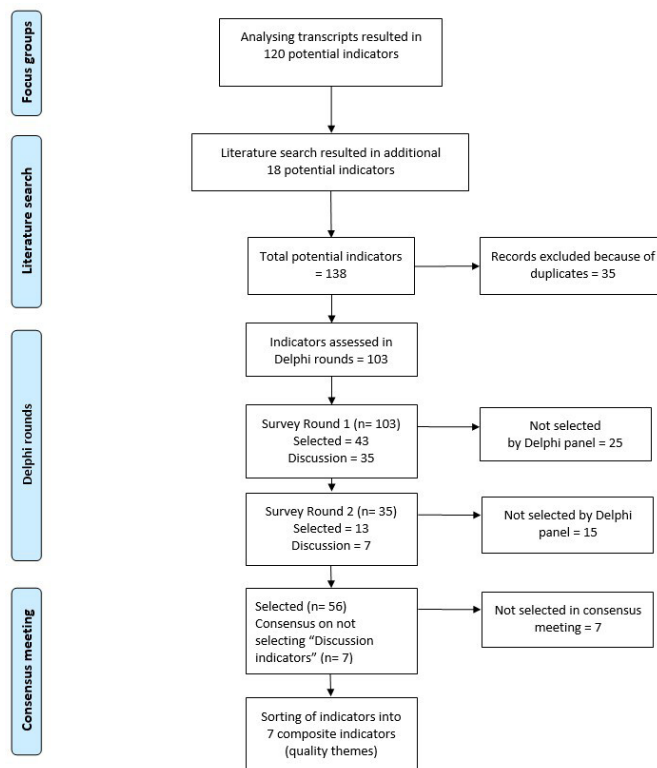 Focus groups
Analysing transcripts resulted in
120 potential indicators
Literature search
Literature search resulted in additional
18 potential indicators
Total potential indicators
= 138
Records excluded because of
duplicates = 35
Delphi rounds
Indicators assessed in
Delphi rounds = 103
Survey Round 1 (n= 103)
Selected = 43
Discussion = 35
Not selected
by Delphi panel = 25
Survey Round 2 (n= 35)
Selected = 13
Discussion = 7
Not selected by Delphi
panel = 15
Consensus meeting
Selected (n= 56)
Consensus on not
selecting “Discussion
indicators” (n= 7)
Not selected in consensus
meeting = 7
Sorting of indicators into
7 composite indicators
(quality themes)